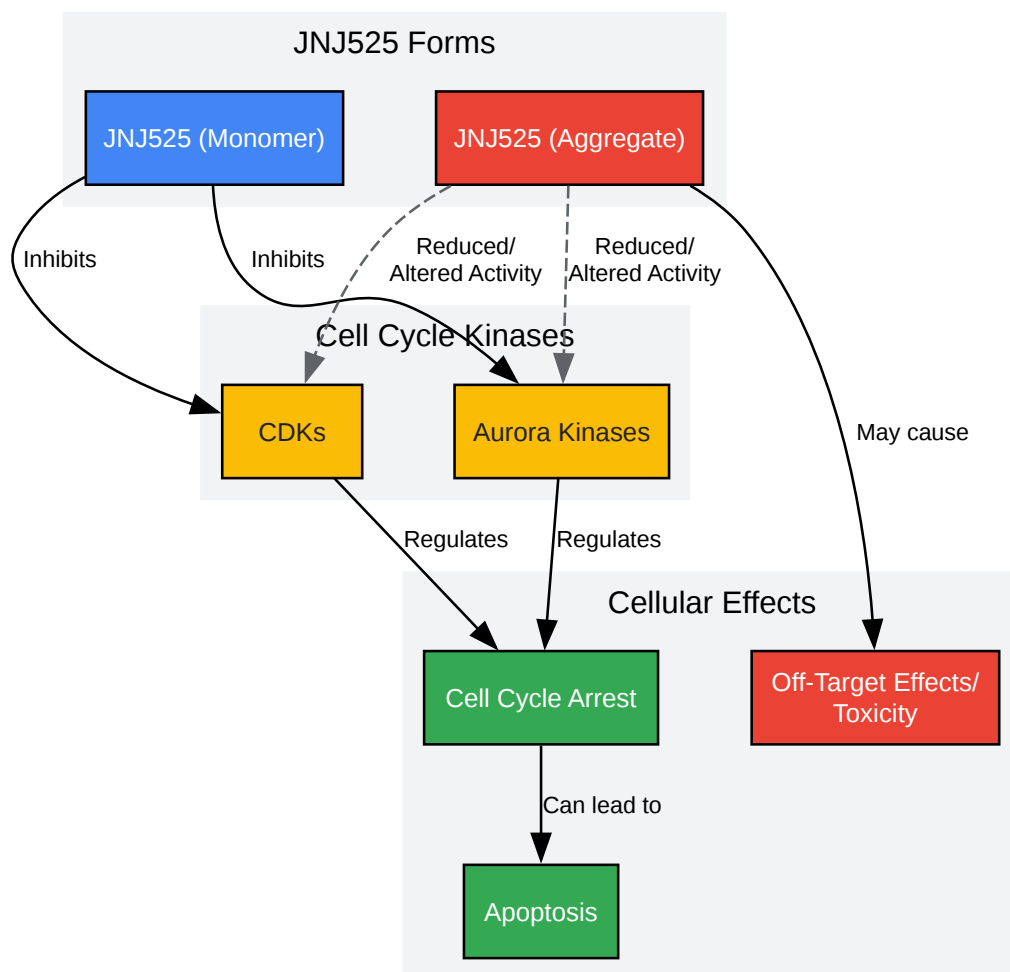 JNJ525 Forms
JNJ525 (Monomer)
JNJ525 (Aggregate)
Inhibits
Inhibits
Reduced/
Altered Activity
Reduced/
Altered Activity
Cell Cycle Kinases
CDKs
Aurora Kinases
May cause
Regulates
Regulates
Cellular Effects
Cell Cycle Arrest
Off-Target Effects/
Toxicity
Can lead to
Apoptosis